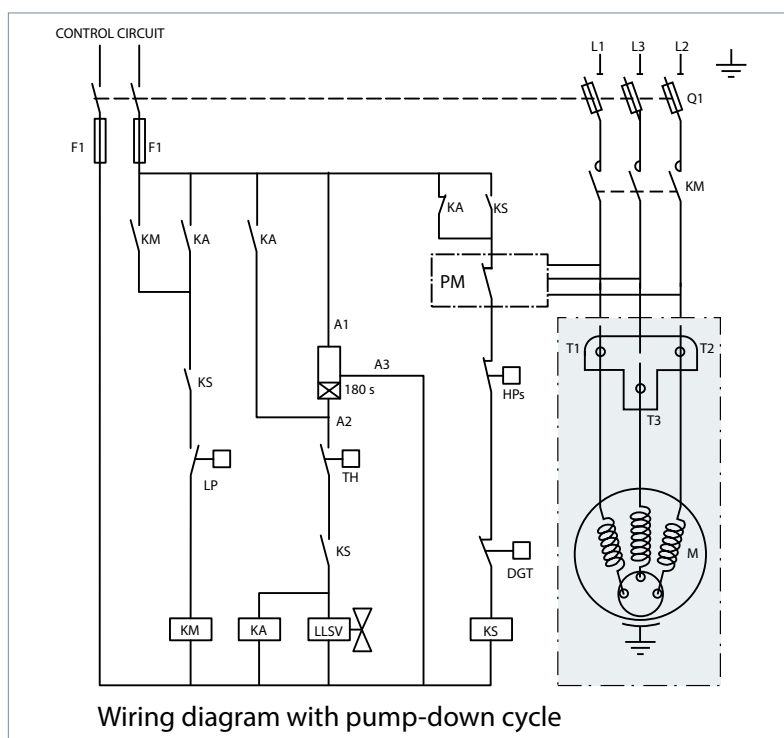 CONTROL CIRCUIT
L1 L3 L2
Q1
F1 F1
KM
KA KS
KM KA KA
PM
A1
T1 T2
A3
180 s
HPs
A2
T3
KS
LP TH
M
KS
DGT
KM KA LLSV KS
Wiring diagram with pump-down cycle